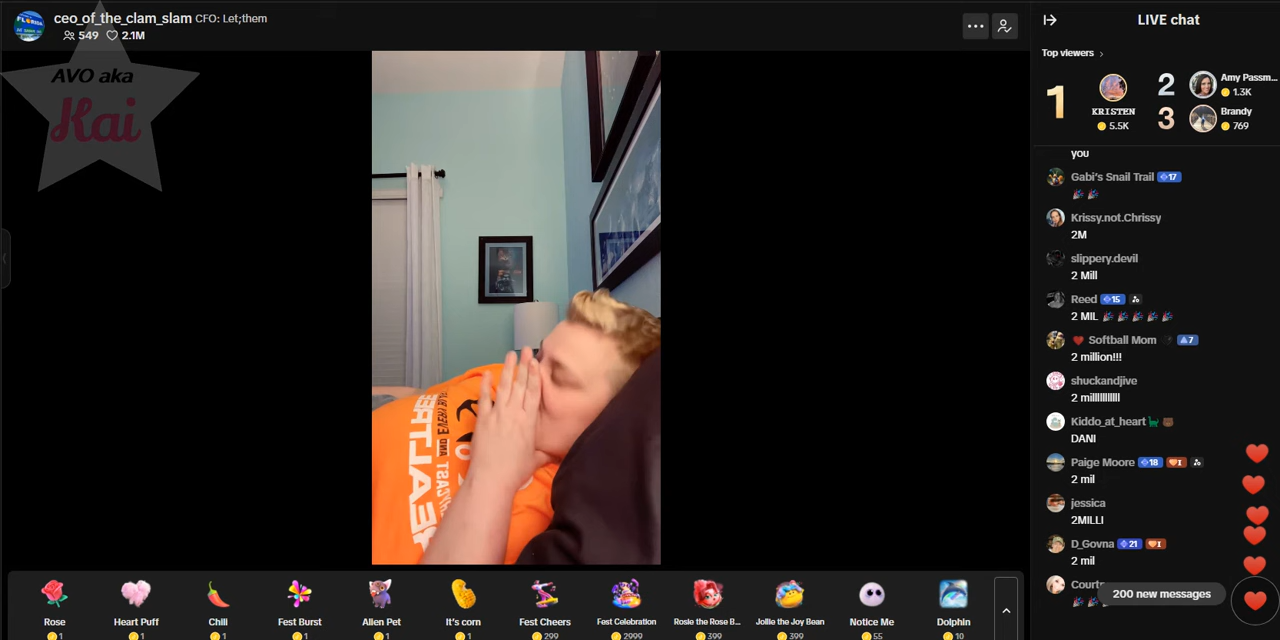 ceo_of_the_clam_slam CFO: Let;them
549 2.1M
AVO aka
Kai
LIVE chat
Top viewers
1
KRISTEN
5.5K
2
Amy Passm...
1.3K
3
Brandy
769
you
Gabi's Snail Trail 17
Krissy.not.Chrissy
2M
slippery.devil
2 Mill
Reed 15
2 MIL
Softball Mom 7
2 million!!!
shuckandjive
2 millllllllllll
Kiddo_at_heart
DANI
Paige Moore 18 I
2 mil
jessica
2MILLI
D_Govna 21 I
2 mil
Courts
200 new messages
Rose
1
Heart Puff
1
Chili
1
Fest Burst
1
Alien Pet
1
It's corn
1
Fest Cheers
299
Fest Celebration
2999
Rosie the Rose B...
399
Jollie the Joy Bean
399
Notice Me
55
Dolphin
10